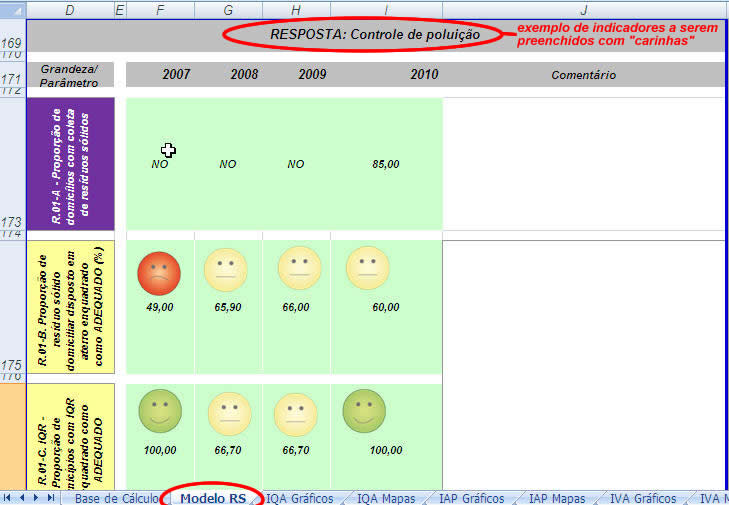 D E F G H I J
169 RESPOSTA: Controle de poluição
exemplo de indicadores a serem
preenchidos com "carinhas"
170
171 Grandeza/
Parâmetro 2007 2008 2009 2010 Comentário
172
R.01-A - Proporção de
domicílios com coleta
de resíduos sólidos
NO NO NO 85,00
173
174
R.01-B. Proporção de
resíduo sólido
domiciliar disposto em
aterro enquadrado
como ADEQUADO (%)
49,00 65,90 66,00 60,00
175
176
R.01-C. IQR -
Proporção de
nicípios com IQR
quadrado como
ADEQUADO
100,00 66,70 66,70 100,00
Base de Cálculo Modelo RS IQA Gráficos IQA Mapas IAP Gráficos IAP Mapas IVA Gráficos IVA M